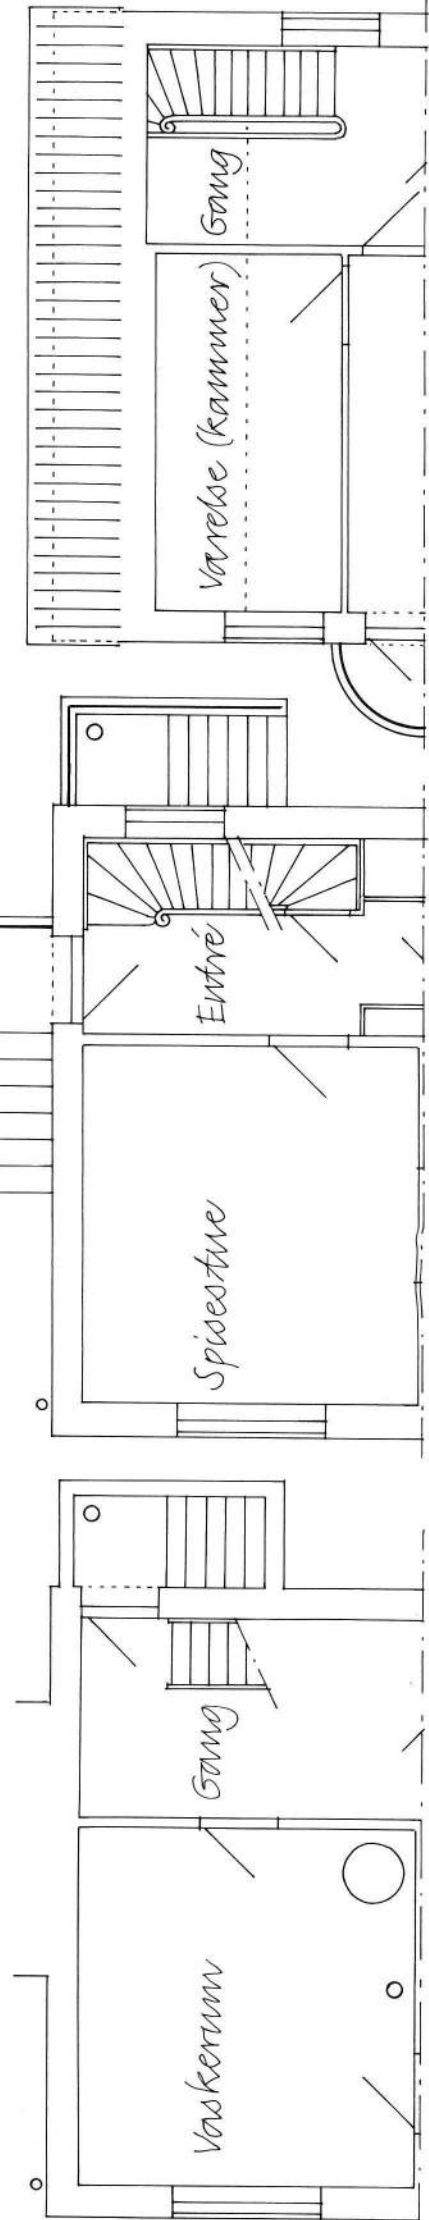 Gang
Værelse (kammer)
Entré
Spisestue
Gang
Vaskerum